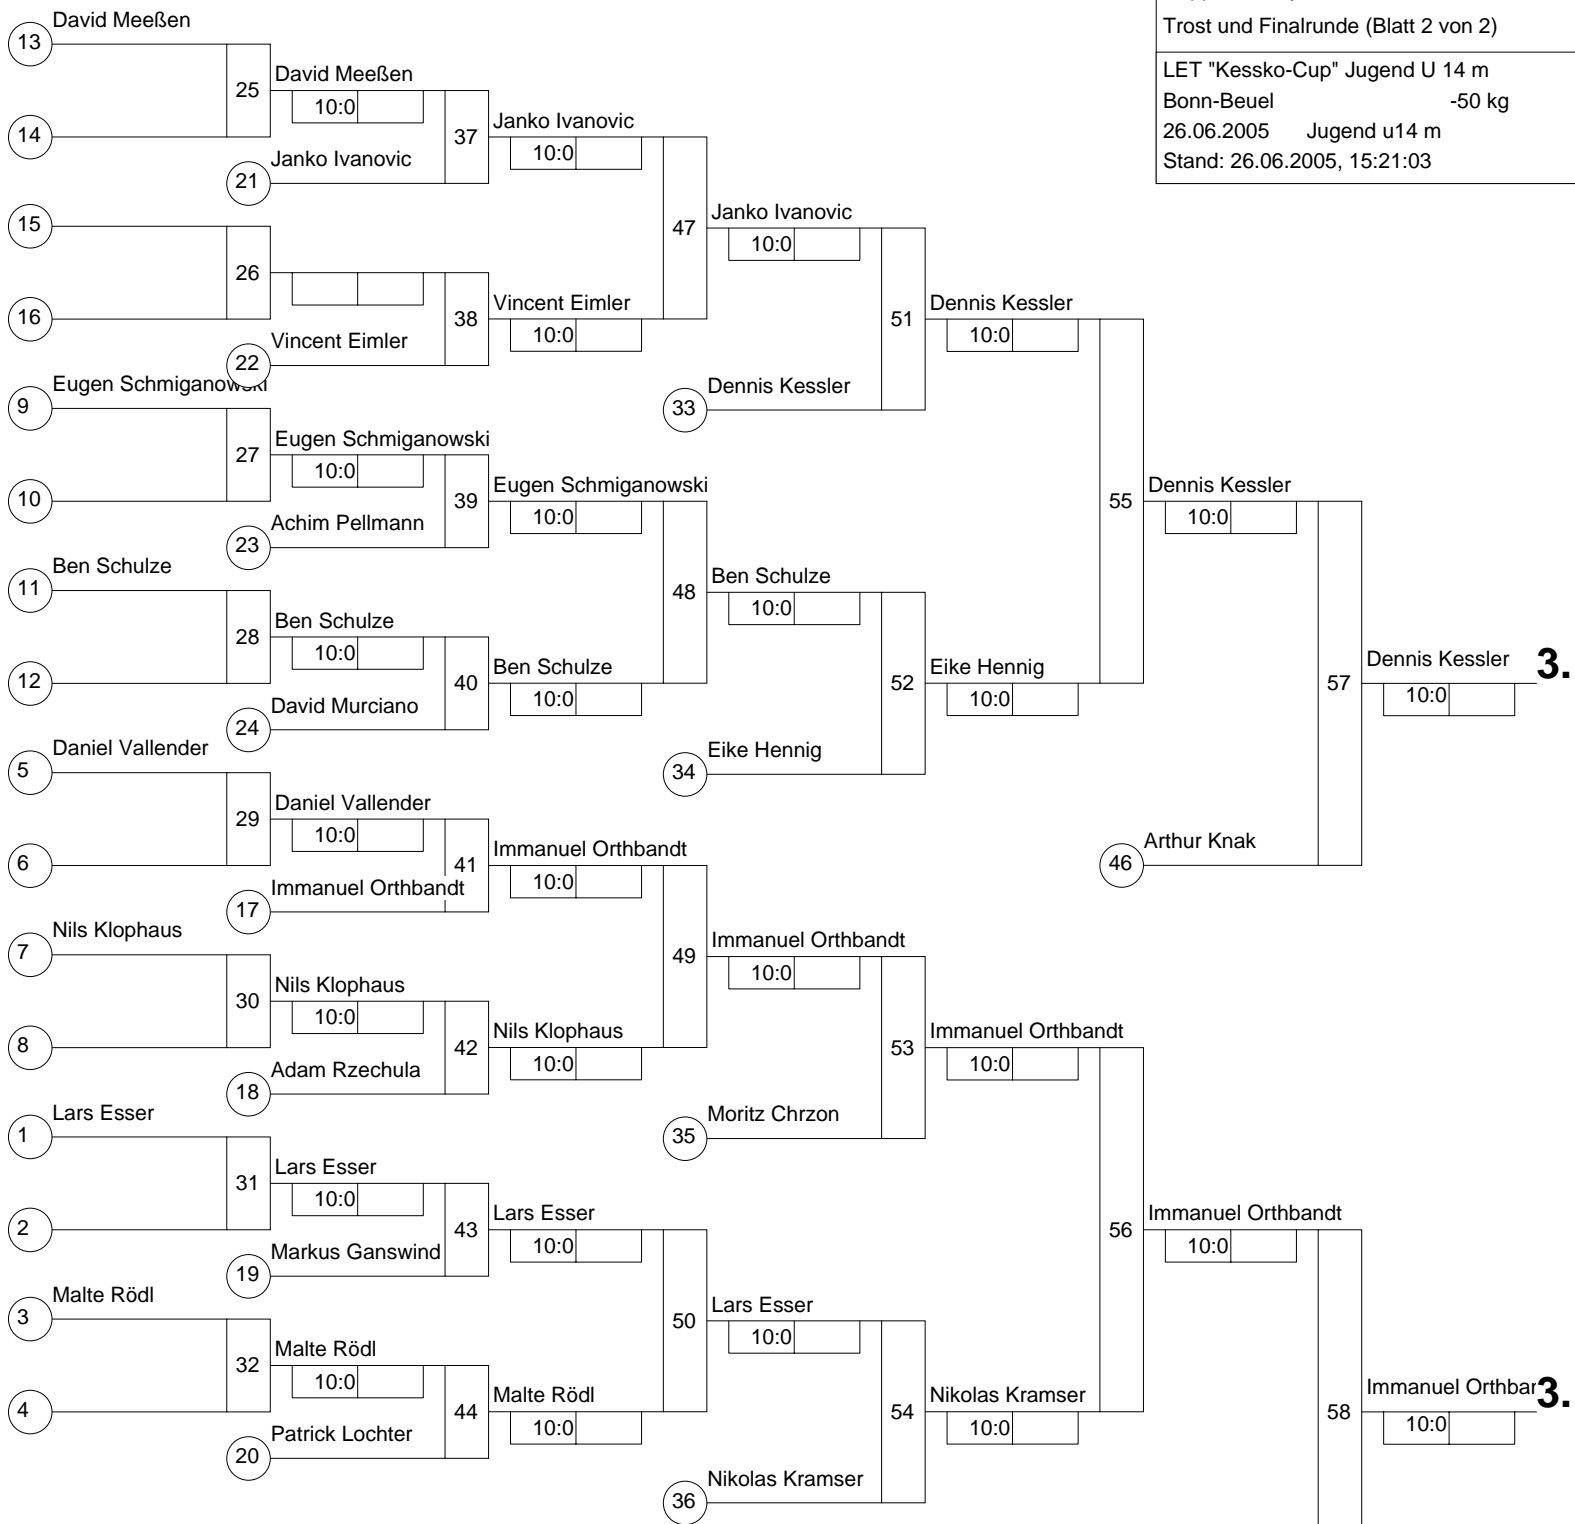 Trost und Finalrunde (Blatt 2 von 2)
LET "Kessko-Cup" Jugend U 14 m
Bonn-Beuel -50 kg
26.06.2005 Jugend u14 m
Stand: 26.06.2005, 15:21:03
David Meeßen
13
25
David Meeßen
10:0
14
37
Janko Ivanovic
10:0
Janko Ivanovic
21
15
47
Janko Ivanovic
10:0
26
16
38
Vincent Eimler
10:0
Vincent Eimler
22
51
Dennis Kessler
10:0
Eugen Schmiganowski
9
Dennis Kessler
33
27
Eugen Schmiganowski
10:0
10
39
Eugen Schmiganowski
10:0
Achim Pellmann
23
55
Dennis Kessler
10:0
Ben Schulze
11
48
Ben Schulze
10:0
28
Ben Schulze
10:0
12
40
Ben Schulze
10:0
David Murciano
24
52
Eike Hennig
10:0
57
Dennis Kessler 3.
10:0
Daniel Vallender
5
Eike Hennig
34
29
Daniel Vallender
10:0
6
41
Immanuel Orthbandt
10:0
Immanuel Orthbandt
17
Arthur Knak
46
Nils Klophaus
7
49
Immanuel Orthbandt
10:0
30
Nils Klophaus
10:0
8
42
Nils Klophaus
10:0
Adam Rzechula
18
53
Immanuel Orthbandt
10:0
Lars Esser
1
Moritz Chrzon
35
31
Lars Esser
10:0
2
43
Lars Esser
10:0
Markus Ganswind
19
56
Immanuel Orthbandt
10:0
Malte Rödl
3
50
Lars Esser
10:0
32
Malte Rödl
10:0
4
44
Malte Rödl
10:0
Patrick Lochter
20
54
Nikolas Kramser
10:0
58
Immanuel Orthbar 3.
10:0
Nikolas Kramser
36